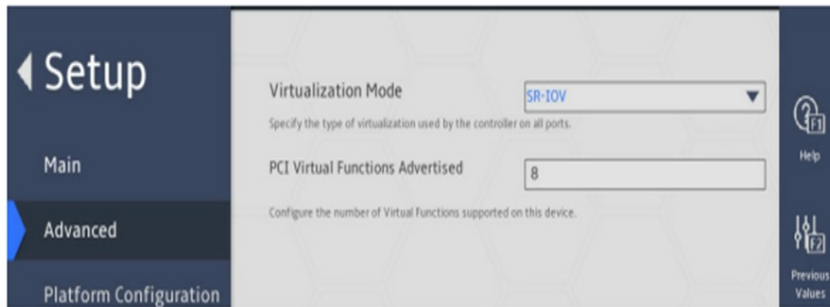 Setup
Main
Advanced
Platform Configuration
Virtualization Mode
SR-IOV
Specify the type of virtualization used by the controller on all ports.
PCI Virtual Functions Advertised
8
Configure the number of Virtual Functions supported on this device.
F1
Help
F2
Previous
Values